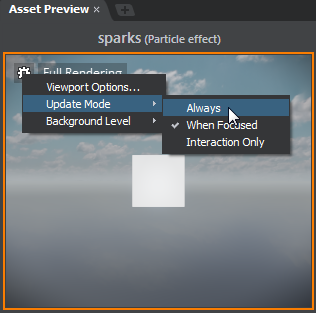 Asset Preview ×
sparks (Particle effect)
Full Rendering
Viewport Options...
Update Mode
Background Level
Always
When Focused
Interaction Only